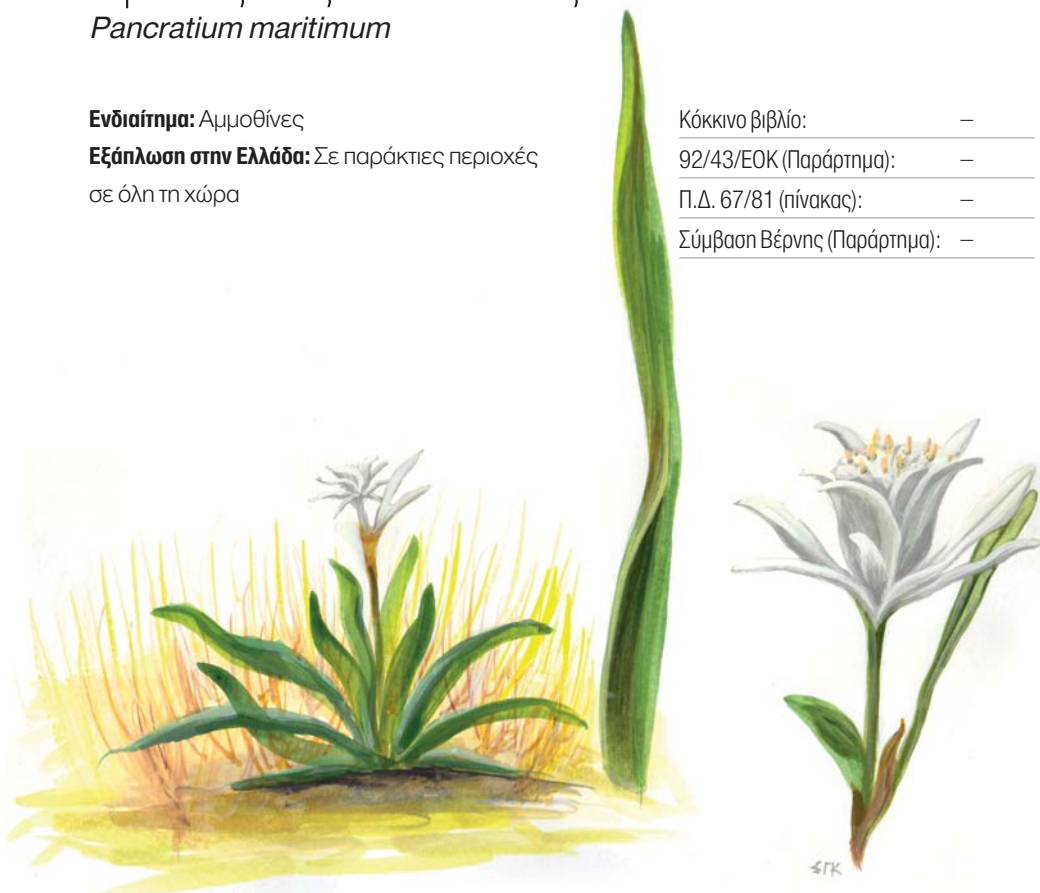 Pancratium maritimum
Ενδιαίτημα: Αμμοθίνες
Εξάπλωση στην Ελλάδα: Σε παράκτιες περιοχές
σε όλη τη χώρα
Κόκκινο βιβλίο: –
92/43/ΕΟΚ (Παράρτημα): –
Π.Δ. 67/81 (πίνακας): –
Σύμβαση Βέρνης (Παράρτημα): –